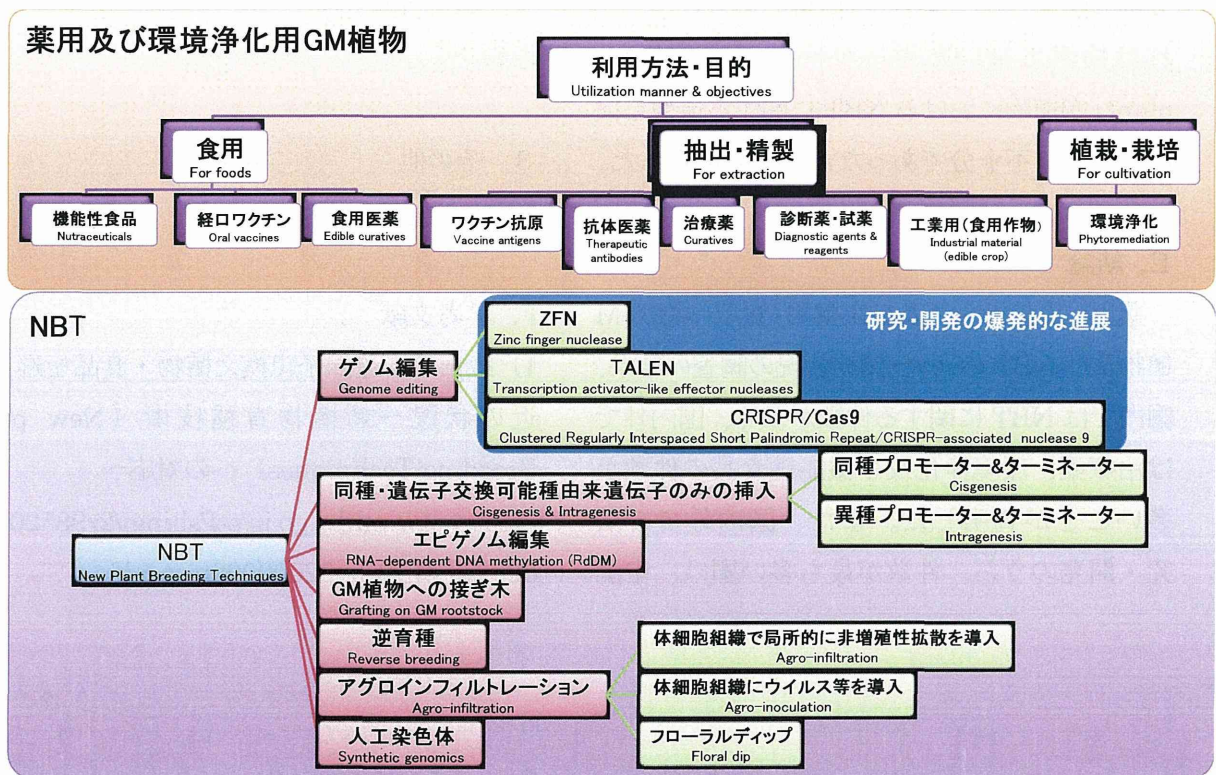 薬用及び環境浄化用GM植物
利用方法・目的
Utilization manner & objectives
食用
For foods
抽出・精製
For extraction
植栽・栽培
For cultivation
機能性食品
Nutraceuticals
経口ワクチン
Oral vaccines
食用医薬
Edible curatives
ワクチン抗原
Vaccine antigens
抗体医薬
Therapeutic
antibodies
治療薬
Curatives
診断薬・試薬
Diagnostic agents &
reagents
工業用(食用作物)
Industrial material
(edible crop)
環境浄化
Phytoremediation
NBT
研究・開発の爆発的な進展
ZFN
Zinc finger nuclease
ゲノム編集
Genome editing
TALEN
Transcription activator-like effector nucleases
CRISPR/Cas9
Clustered Regularly Interspaced Short Palindromic Repeat/CRISPR-associated nuclease 9
同種・遺伝子交換可能種由来遺伝子のみの挿入
Cisgenesis & Intragenesis
同種プロモーター&ターミネーター
Cisgenesis
異種プロモーター&ターミネーター
Intragenesis
NBT
New Plant Breeding Techniques
エピゲノム編集
RNA-dependent DNA methylation (RdDM)
GM植物への接ぎ木
Grafting on GM rootstock
逆育種
Reverse breeding
アグロインフィルトレーション
Agro-infiltration
体細胞組織で局所的に非増殖性拡散を導入
Agro-infiltration
体細胞組織にウイルス等を導入
Agro-inoculation
フローラルディップ
Floral dip
人工染色体
Synthetic genomics